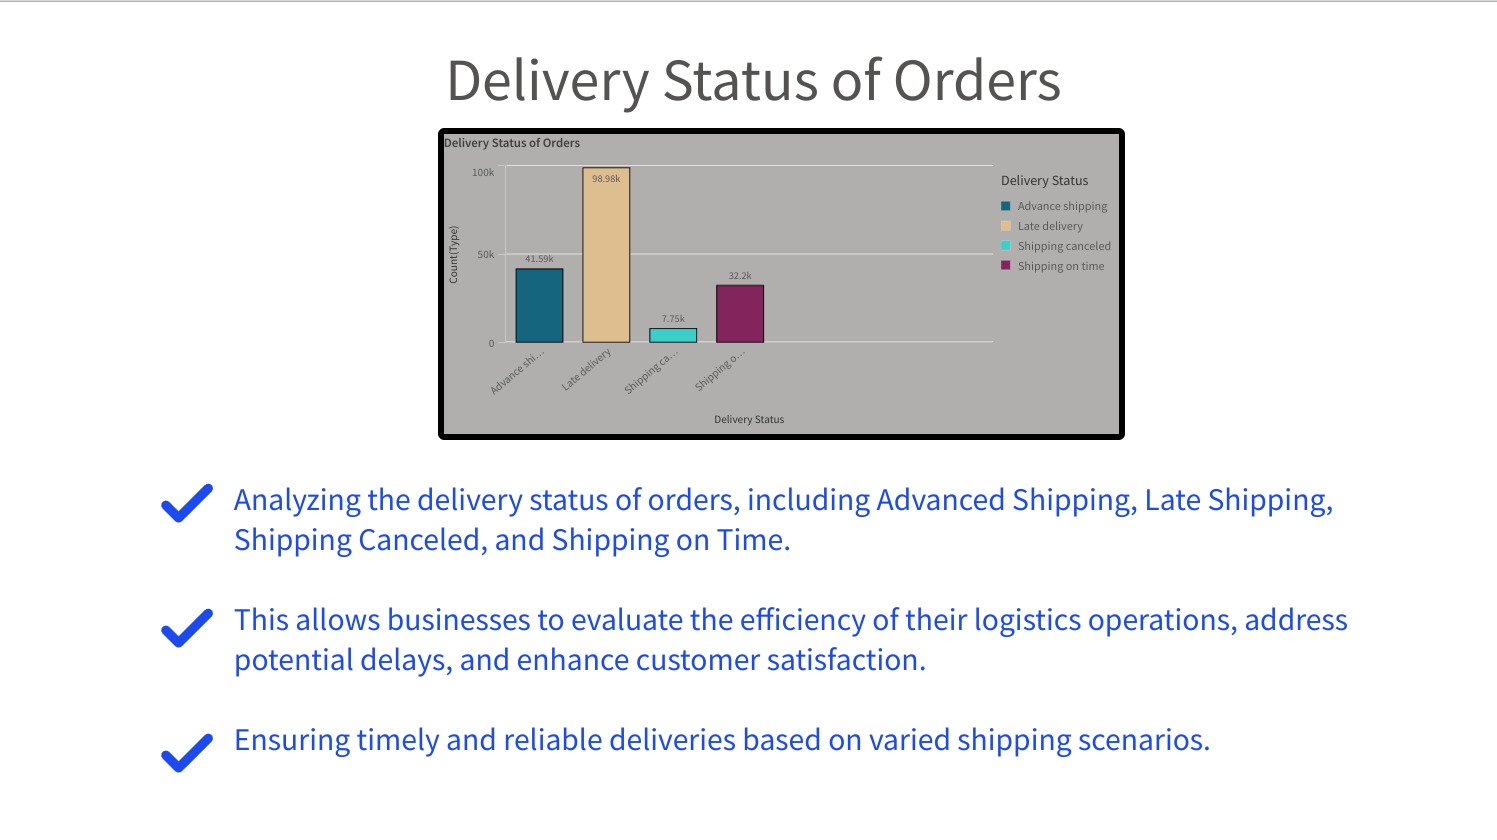 Delivery Status of Orders
Delivery Status of Orders
100k
50k
0
Count(Type)
41.59k
98.98k
7.75k
32.2k
Advance shi...
Late delivery
Shipping ca...
Shipping o...
Delivery Status
Delivery Status
Advance shipping
Late delivery
Shipping canceled
Shipping on time
Analyzing the delivery status of orders, including Advanced Shipping, Late Shipping,
Shipping Canceled, and Shipping on Time.
This allows businesses to evaluate the efficiency of their logistics operations, address
potential delays, and enhance customer satisfaction.
Ensuring timely and reliable deliveries based on varied shipping scenarios.